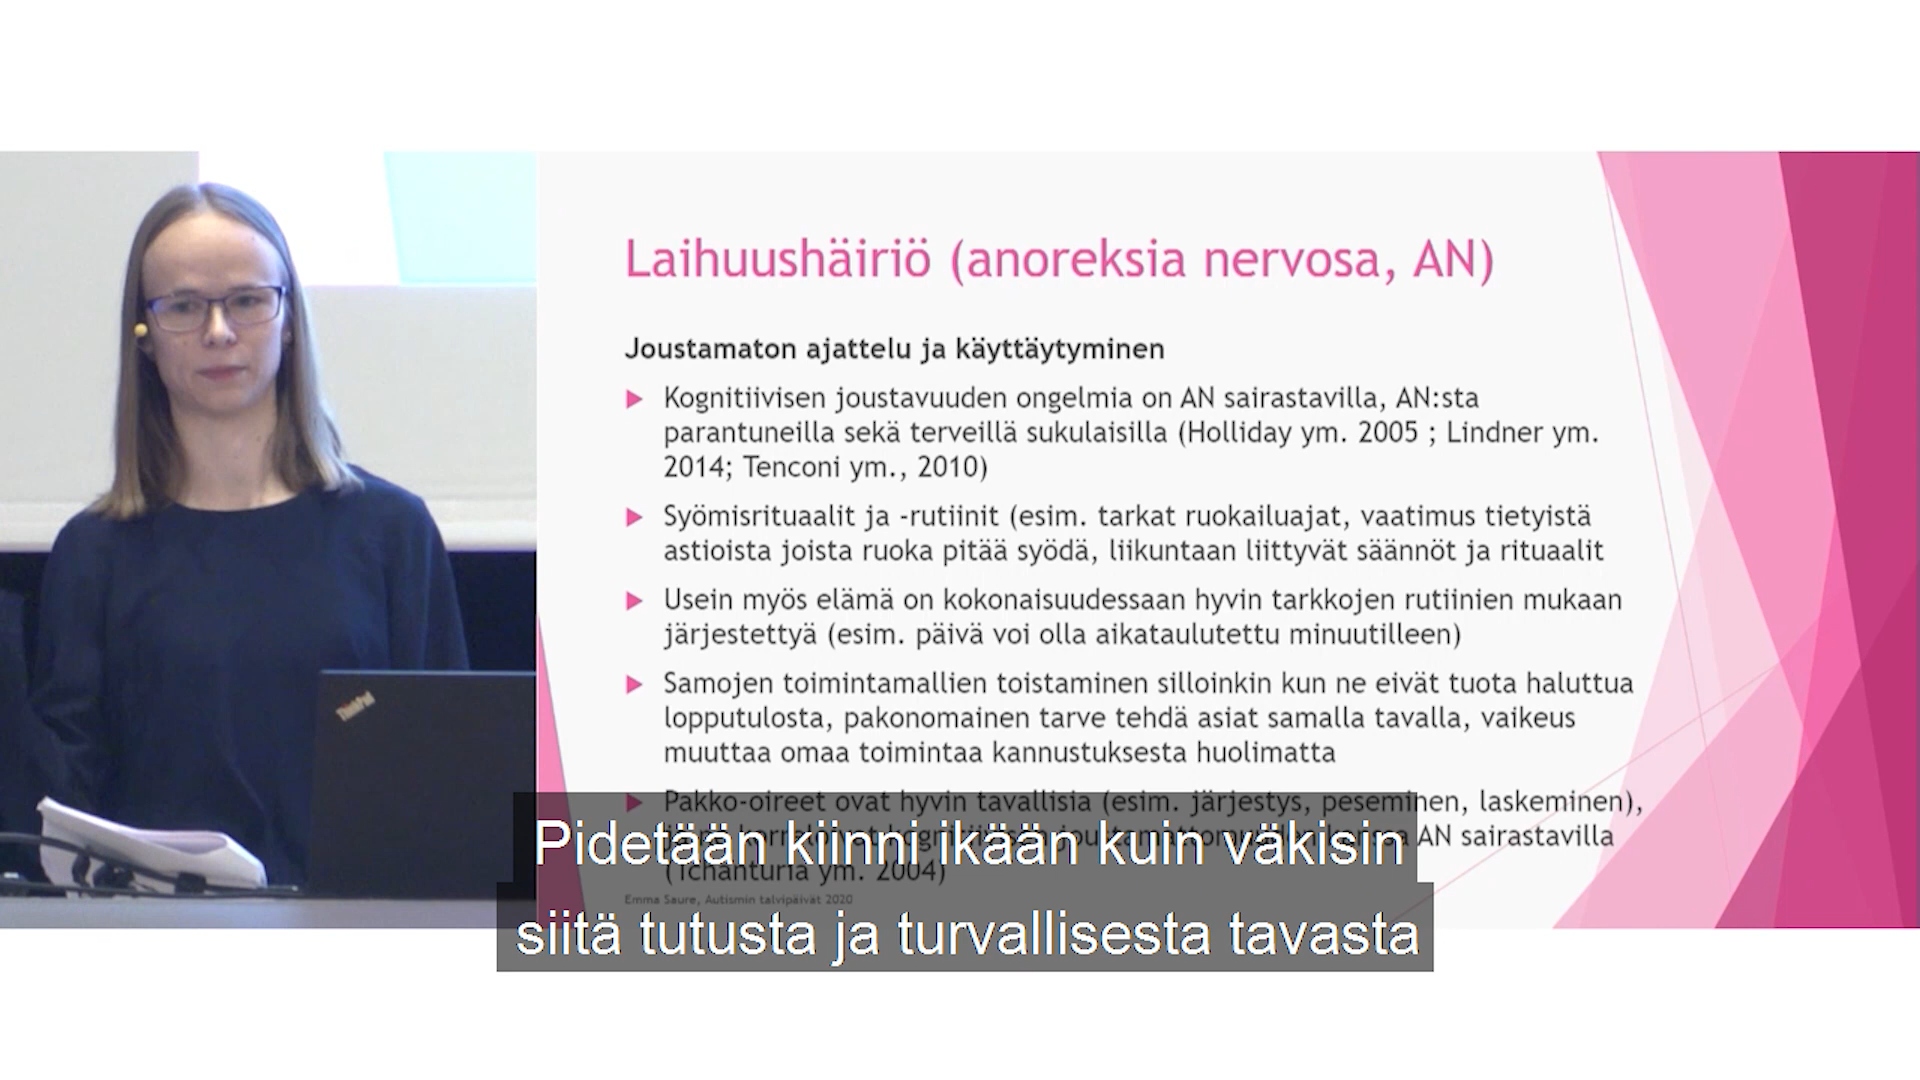 Laihuushäiriö (anoreksia nervosa, AN)
Joustamaton ajattelu ja käyttäytyminen
Kognitiivisen joustavuuden ongelmia on AN sairastavilla, AN:sta
parantuneilla sekä terveillä sukulaisilla (Holliday ym. 2005 ; Lindner ym.
2014; Tenconi ym., 2010)
Syömisrituaalit ja -rutiinit (esim. tarkat ruokailuajat, vaatimus tietyistä
astioista joista ruoka pitää syödä, liikuntaan liittyvät säännöt ja rituaalit
Usein myös elämä on kokonaisuudessaan hyvin tarkkojen rutiinien mukaan
järjestettyä (esim. päivä voi olla aikataulutettu minuutilleen)
Samojen toimintamallien toistaminen silloinkin kun ne eivät tuota haluttua
lopputulosta, pakonomainen tarve tehdä asiat samalla tavalla, vaikeus
muuttaa omaa toimintaa kannustuksesta huolimatta
Pakko-oireet ovat hyvin tavallisia (esim. järjestys, peseminen, laskeminen),
AN sairastavilla
(Tchanturia ym. 2004)
Emma Saure, Autismin talvipäivät 2020
Pidetään kiinni ikään kuin väkisin
siitä tutusta ja turvallisesta tavasta
ThinkPad